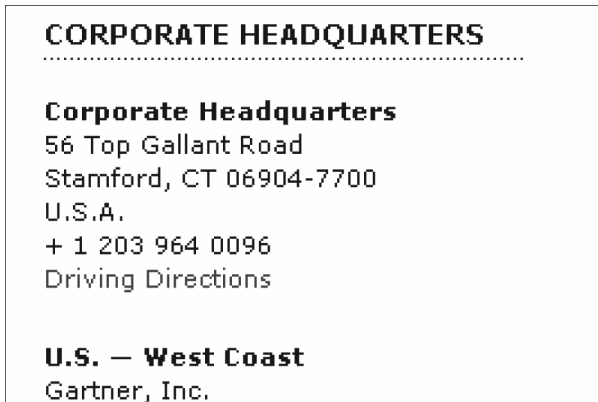 CORPORATE HEADQUARTERS
Corporate Headquarters
56 Top Gallant Road
Stamford, CT 06904-7700
U.S.A.
+ 1 203 964 0096
Driving Directions
U.S. — West Coast
Gartner, Inc.